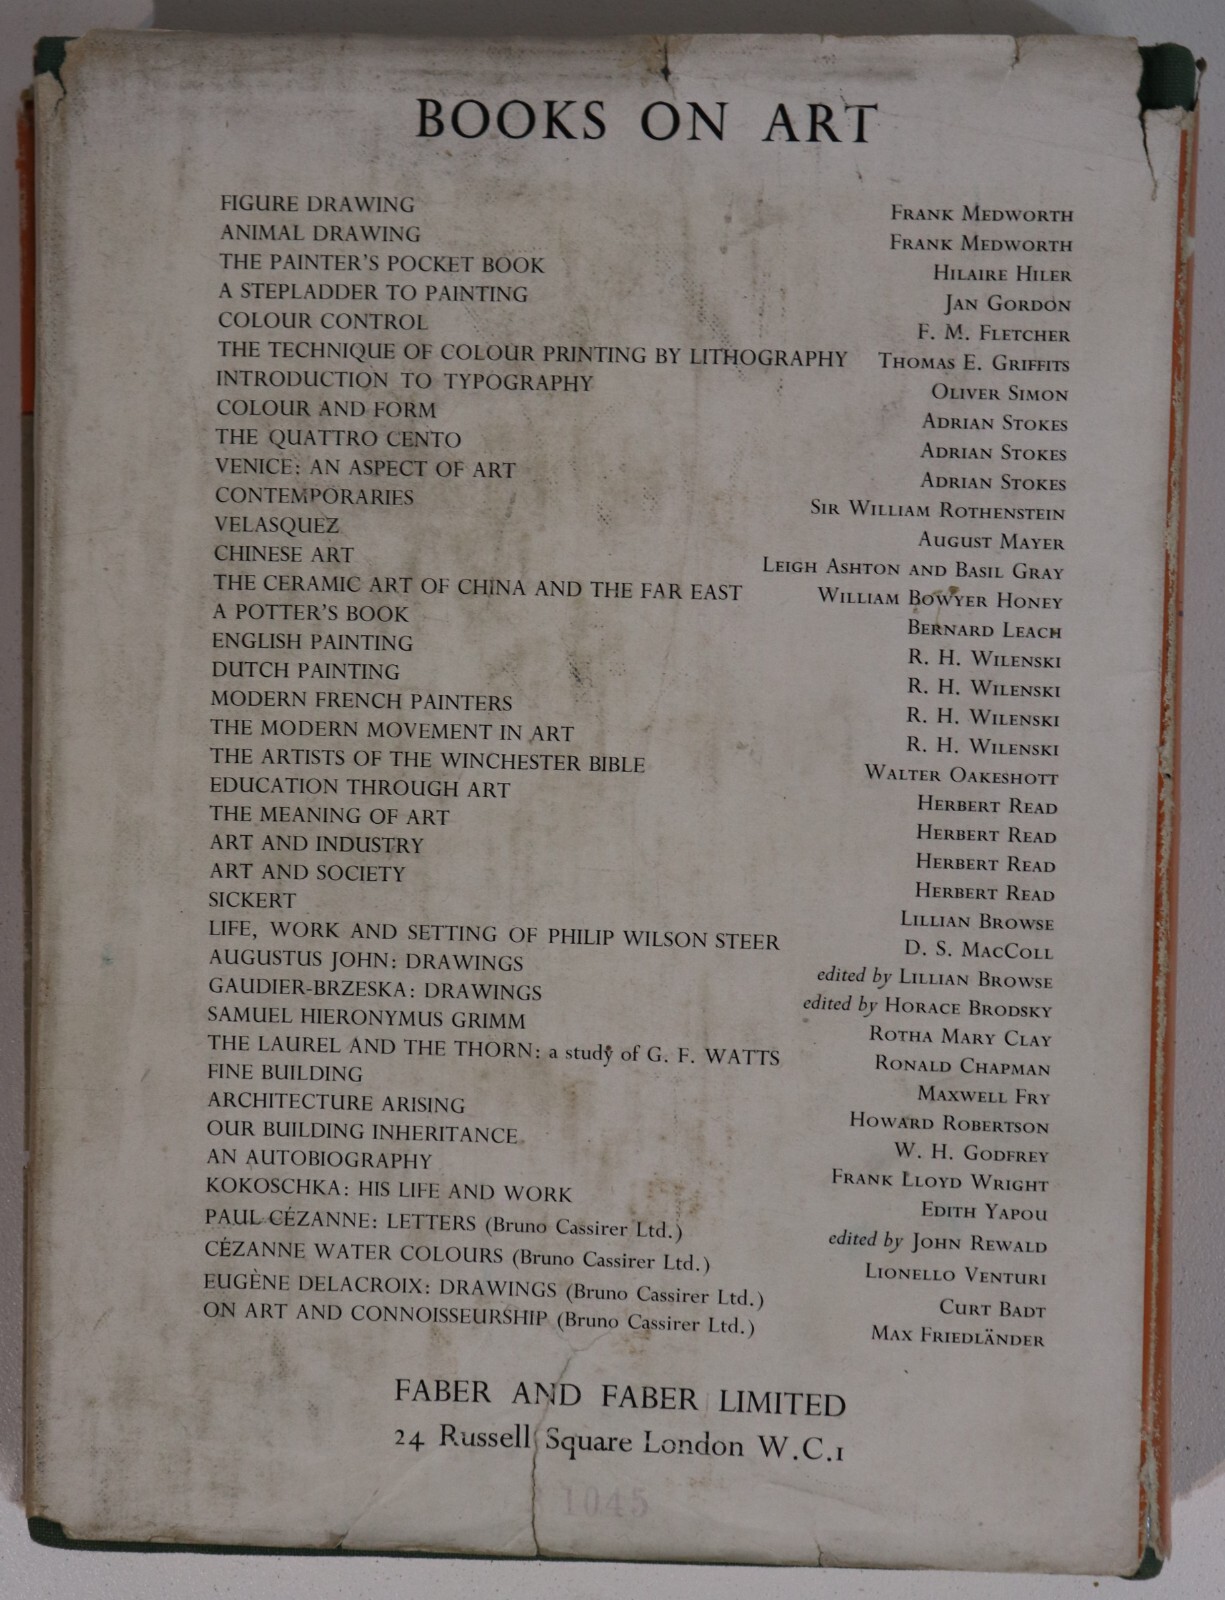 BOOKS ON ART
FIGURE DRAWING Frank Medworth
ANIMAL DRAWING Frank Medworth
THE PAINTER'S POCKET BOOK Hilaire Hiler
A STEPLADDER TO PAINTING Jan Gordon
COLOUR CONTROL F. M. Fletcher
THE TECHNIQUE OF COLOUR PRINTING BY LITHOGRAPHY Thomas E. Griffits
INTRODUCTION TO TYPOGRAPHY Oliver Simon
COLOUR AND FORM Adrian Stokes
THE QUATTRO CENTO Adrian Stokes
VENICE: AN ASPECT OF ART Adrian Stokes
CONTEMPORARIES Sir William Rothenstein
VELASQUEZ August Mayer
CHINESE ART Leigh Ashton and Basil Gray
THE CERAMIC ART OF CHINA AND THE FAR EAST William Bowyer Honey
A POTTER'S BOOK Bernard Leach
ENGLISH PAINTING R. H. Wilenski
DUTCH PAINTING R. H. Wilenski
MODERN FRENCH PAINTERS R. H. Wilenski
THE MODERN MOVEMENT IN ART R. H. Wilenski
THE ARTISTS OF THE WINCHESTER BIBLE Walter Oakeshott
EDUCATION THROUGH ART Herbert Read
THE MEANING OF ART Herbert Read
ART AND INDUSTRY Herbert Read
ART AND SOCIETY Herbert Read
SICKERT Lillian Browse
LIFE, WORK AND SETTING OF PHILIP WILSON STEER D. S. MacColl
AUGUSTUS JOHN: DRAWINGS edited by Lillian Browse
GAUDIER-BRZESKA: DRAWINGS edited by Horace Brodsky
SAMUEL HIERONYMUS GRIMM Rotha Mary Clay
THE LAUREL AND THE THORN: a study of G. F. WATTS Ronald Chapman
FINE BUILDING Maxwell Fry
ARCHITECTURE ARISING Howard Robertson
OUR BUILDING INHERITANCE W. H. Godfrey
AN AUTOBIOGRAPHY Frank Lloyd Wright
KOKOSCHKA: HIS LIFE AND WORK Edith Yapou
PAUL CÉZANNE: LETTERS (Bruno Cassirer Ltd.) edited by John Rewald
CÉZANNE WATER COLOURS (Bruno Cassirer Ltd.) Lionello Venturi
EUGÈNE DELACROIX: DRAWINGS (Bruno Cassirer Ltd.) Curt Badt
ON ART AND CONNOISSEURSHIP (Bruno Cassirer Ltd.) Max Friedländer
FABER AND FABER LIMITED
24 Russell Square London W.C.1
1045